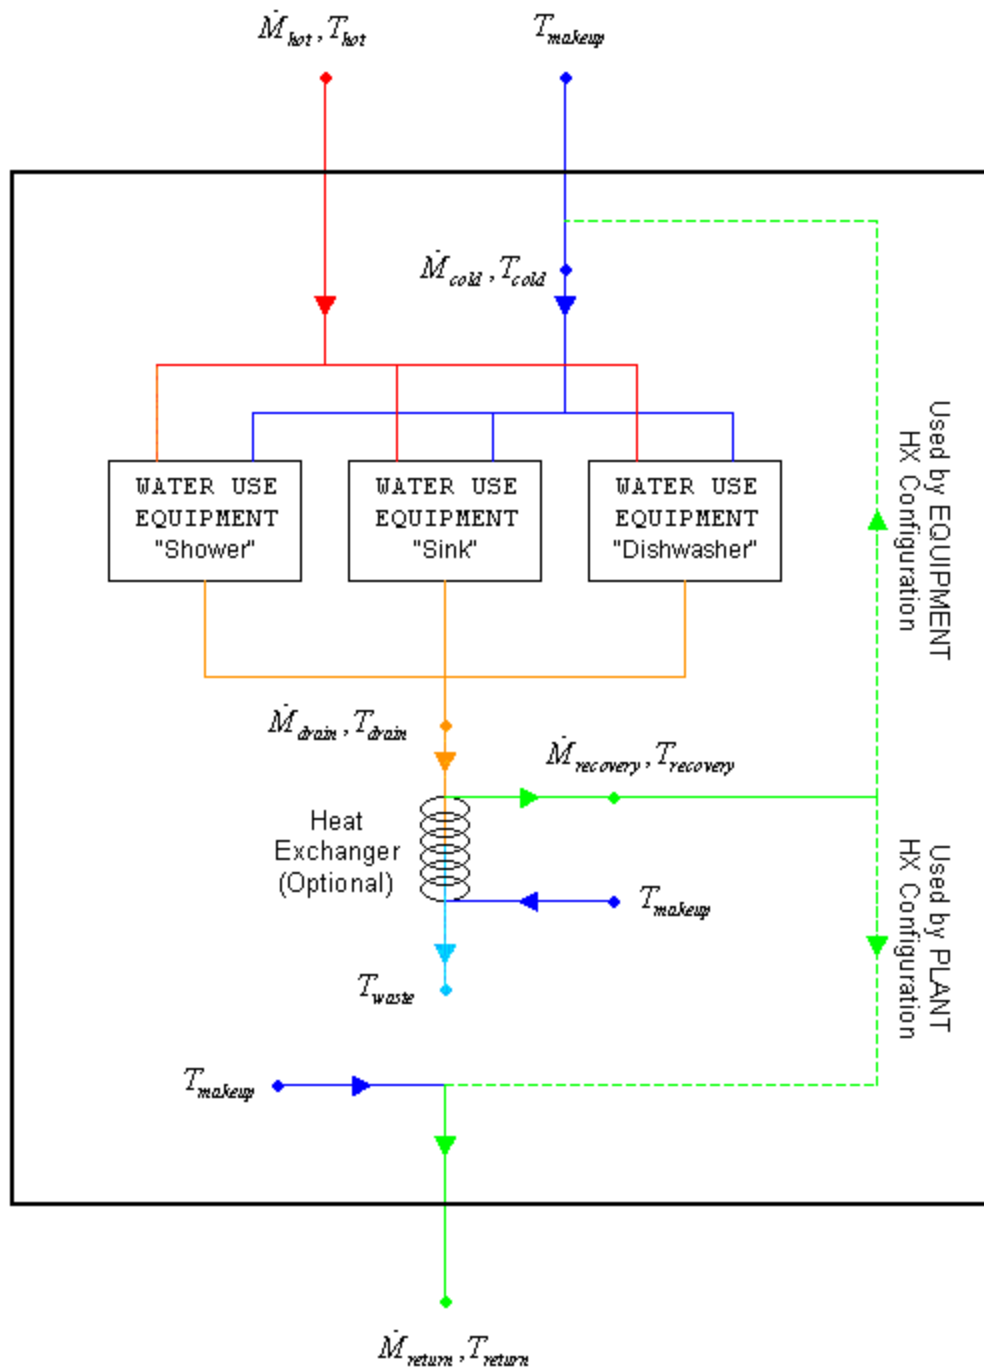 Ṁhot, Thot
Tmakeup
Ṁcold, Tcold
WATER USE
EQUIPMENT
"Shower"
WATER USE
EQUIPMENT
"Sink"
WATER USE
EQUIPMENT
"Dishwasher"
Used by EQUIPMENT
HX Configuration
Ṁdrain, Tdrain
Ṁrecovery, Trecovery
Heat
Exchanger
(Optional)
Tmakeup
Used by PLANT
HX Configuration
Twaste
Tmakeup
Ṁreturn, Treturn